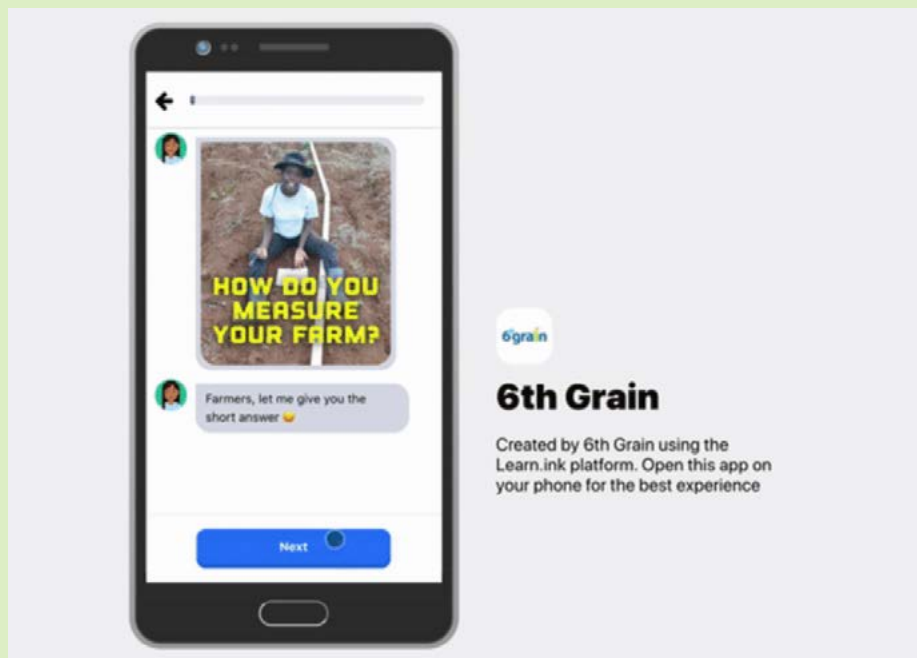 HOW DO YOU
MEASURE
YOUR FARM?
Farmers, let me give you the
short answer 😄
Next
6grain
6th Grain
Created by 6th Grain using the
Learn.ink platform. Open this app on
your phone for the best experience